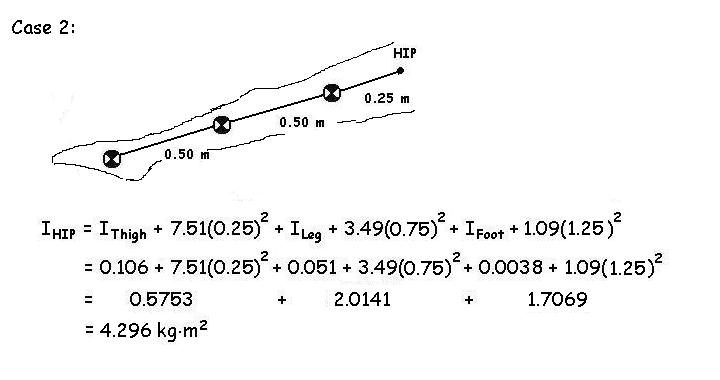 Case 2:
HIP
0.25 m
0.50 m
0.50 m
I_HIP = I_Thigh + 7.51(0.25)² + I_Leg + 3.49(0.75)² + I_Foot + 1.09(1.25)²
= 0.106 + 7.51(0.25)² + 0.051 + 3.49(0.75)² + 0.0038 + 1.09(1.25)²
= 0.5753 + 2.0141 + 1.7069
= 4.296 kg·m²